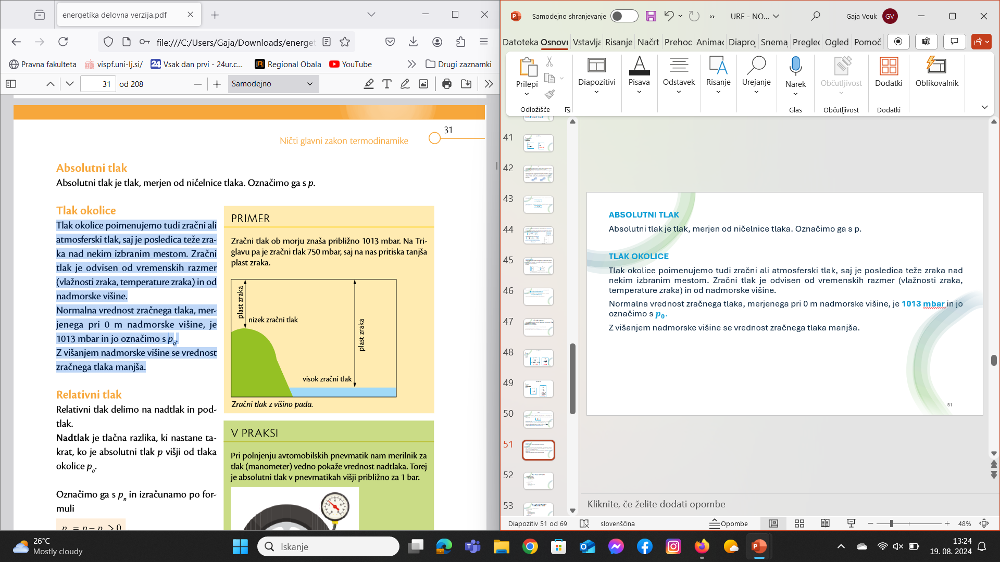 energetika delovna verzija.pdf
file:///C:/Users/Gaja/Downloads/energet
Pravna fakulteta
vispf.uni-lj.si/
Vsak dan prvi - 24ur.c...
Regional Obala
YouTube
Drugi zaznamki
31 od 208
Samodejno
31
Ničti glavni zakon termodinamike
Absolutni tlak
Absolutni tlak je tlak, merjen od ničelnice tlaka. Označimo ga s p.
Tlak okolice
Tlak okolice poimenujemo tudi zračni ali
atmosferski tlak, saj je posledica teže zra-
ka nad nekim izbranim mestom. Zračni
tlak je odvisen od vremenskih razmer
(vlažnosti zraka, temperature zraka) in od
nadmorske višine.
Normalna vrednost zračnega tlaka, mer-
jenega pri 0 m nadmorske višine, je
1013 mbar in jo označimo s p₀.
Z višanjem nadmorske višine se vrednost
zračnega tlaka manjša.
Relativni tlak
Relativni tlak delimo na nadtlak in pod-
tlak.
Nadtlak je tlačna razlika, ki nastane ta-
krat, ko je absolutni tlak p višji od tlaka
okolice p₀.
Označimo ga s pₙ in izračunamo po for-
muli
PRIMER
Zračni tlak ob morju znaša približno 1013 mbar. Na Tri-
glavu pa je zračni tlak 750 mbar, saj na nas pritiska tanjša
plast zraka.
plast zraka
nizek zračni tlak
plast zraka
visok zračni tlak
Zračni tlak z višino pada.
V PRAKSI
Pri polnjenju avtomobilskih pnevmatik nam merilnik za
tlak (manometer) vedno pokaže vrednost nadtlaka. Torej
je absolutni tlak v pnevmatikah višji približno za 1 bar.
Samodejno shranjevanje
URE - NO...
Gaja Vouk
GV
Datoteka Osnovn Vstavlja Risanje Načrt Prehoc Animac Diaproj Snema Preglec Ogled Pomoč
Prilepi
Diapozitivi
Pisava
Odstavek
Risanje
Urejanje
Narek
Občutljivost
Dodatki
Oblikovalnik
Odložišče
Glas
Občutljivost
Dodatki
41
42
43
44
45
46
47
48
49
50
51
52
53
ABSOLUTNI TLAK
Absolutni tlak je tlak, merjen od ničelnice tlaka. Označimo ga s p.
TLAK OKOLICE
Tlak okolice poimenujemo tudi zračni ali atmosferski tlak, saj je posledica teže zraka nad
nekim izbranim mestom. Zračni tlak je odvisen od vremenskih razmer (vlažnosti zraka,
temperature zraka) in od nadmorske višine.
Normalna vrednost zračnega tlaka, merjenega pri 0 m nadmorske višine, je 1013 mbar in jo
označimo s p₀.
Z višanjem nadmorske višine se vrednost zračnega tlaka manjša.
51
Kliknite, če želite dodati opombe
Diapozitiv 51 od 69
slovenščina
Opombe
48%
26°C
Mostly cloudy
Iskanje
13:24
19. 08. 2024